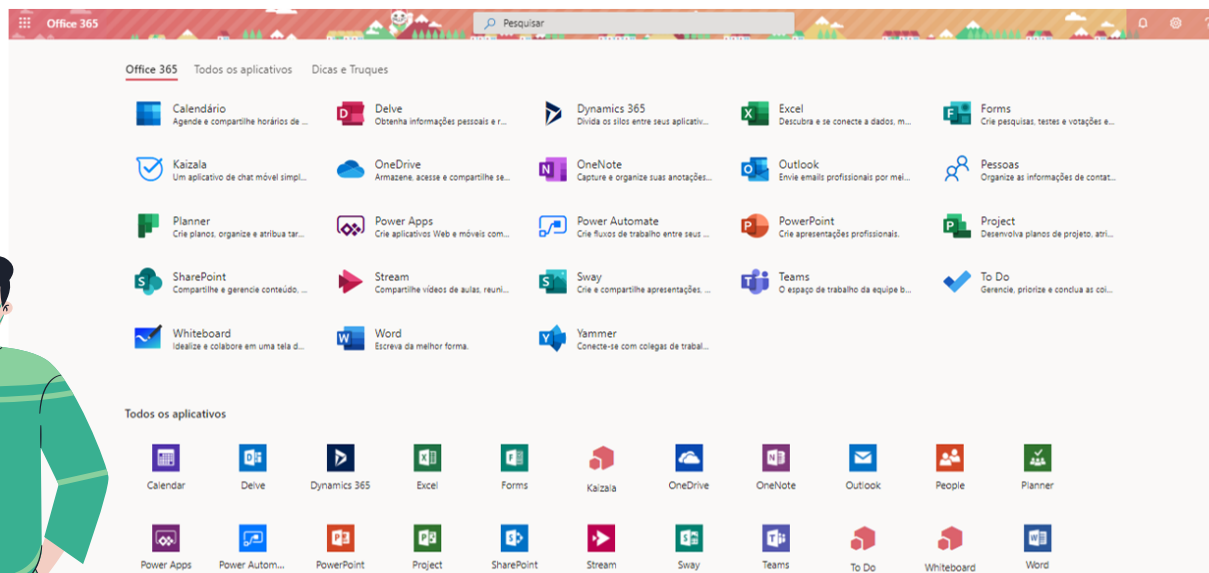 Office 365
Pesquisar
Office 365 Todos os aplicativos Dicas e Truques
Calendário
Agende e compartilhe horários de ...
Delve
Obtenha informações pessoais e r...
Dynamics 365
Divida os silos entre seus aplicativ...
Excel
Descubra e se conecte a dados, m...
Forms
Crie pesquisas, testes e votações e...
Kaizala
Um aplicativo de chat móvel simpl...
OneDrive
Armazene, acesse e compartilhe se...
OneNote
Capture e organize suas anotações...
Outlook
Envie emails profissionais por mei...
Pessoas
Organize as informações de contat...
Planner
Crie planos, organize e atribua tar...
Power Apps
Crie aplicativos Web e móveis com...
Power Automate
Crie fluxos de trabalho entre seus ...
PowerPoint
Crie apresentações profissionais.
Project
Desenvolva planos de projeto, atri...
SharePoint
Compartilhe e gerencie conteúdo, ...
Stream
Compartilhe vídeos de aulas, reuni...
Sway
Crie e compartilhe apresentações, ...
Teams
O espaço de trabalho da equipe b...
To Do
Gerencie, priorize e conclua as coi...
Whiteboard
Idealize e colabore em uma tela d...
Word
Escreva da melhor forma.
Yammer
Conecte-se com colegas de trabal...
Todos os aplicativos
Calendar Delve Dynamics 365 Excel Forms Kaizala OneDrive OneNote Outlook People Planner
Power Apps Power Autom... PowerPoint Project SharePoint Stream Sway Teams To Do Whiteboard Word